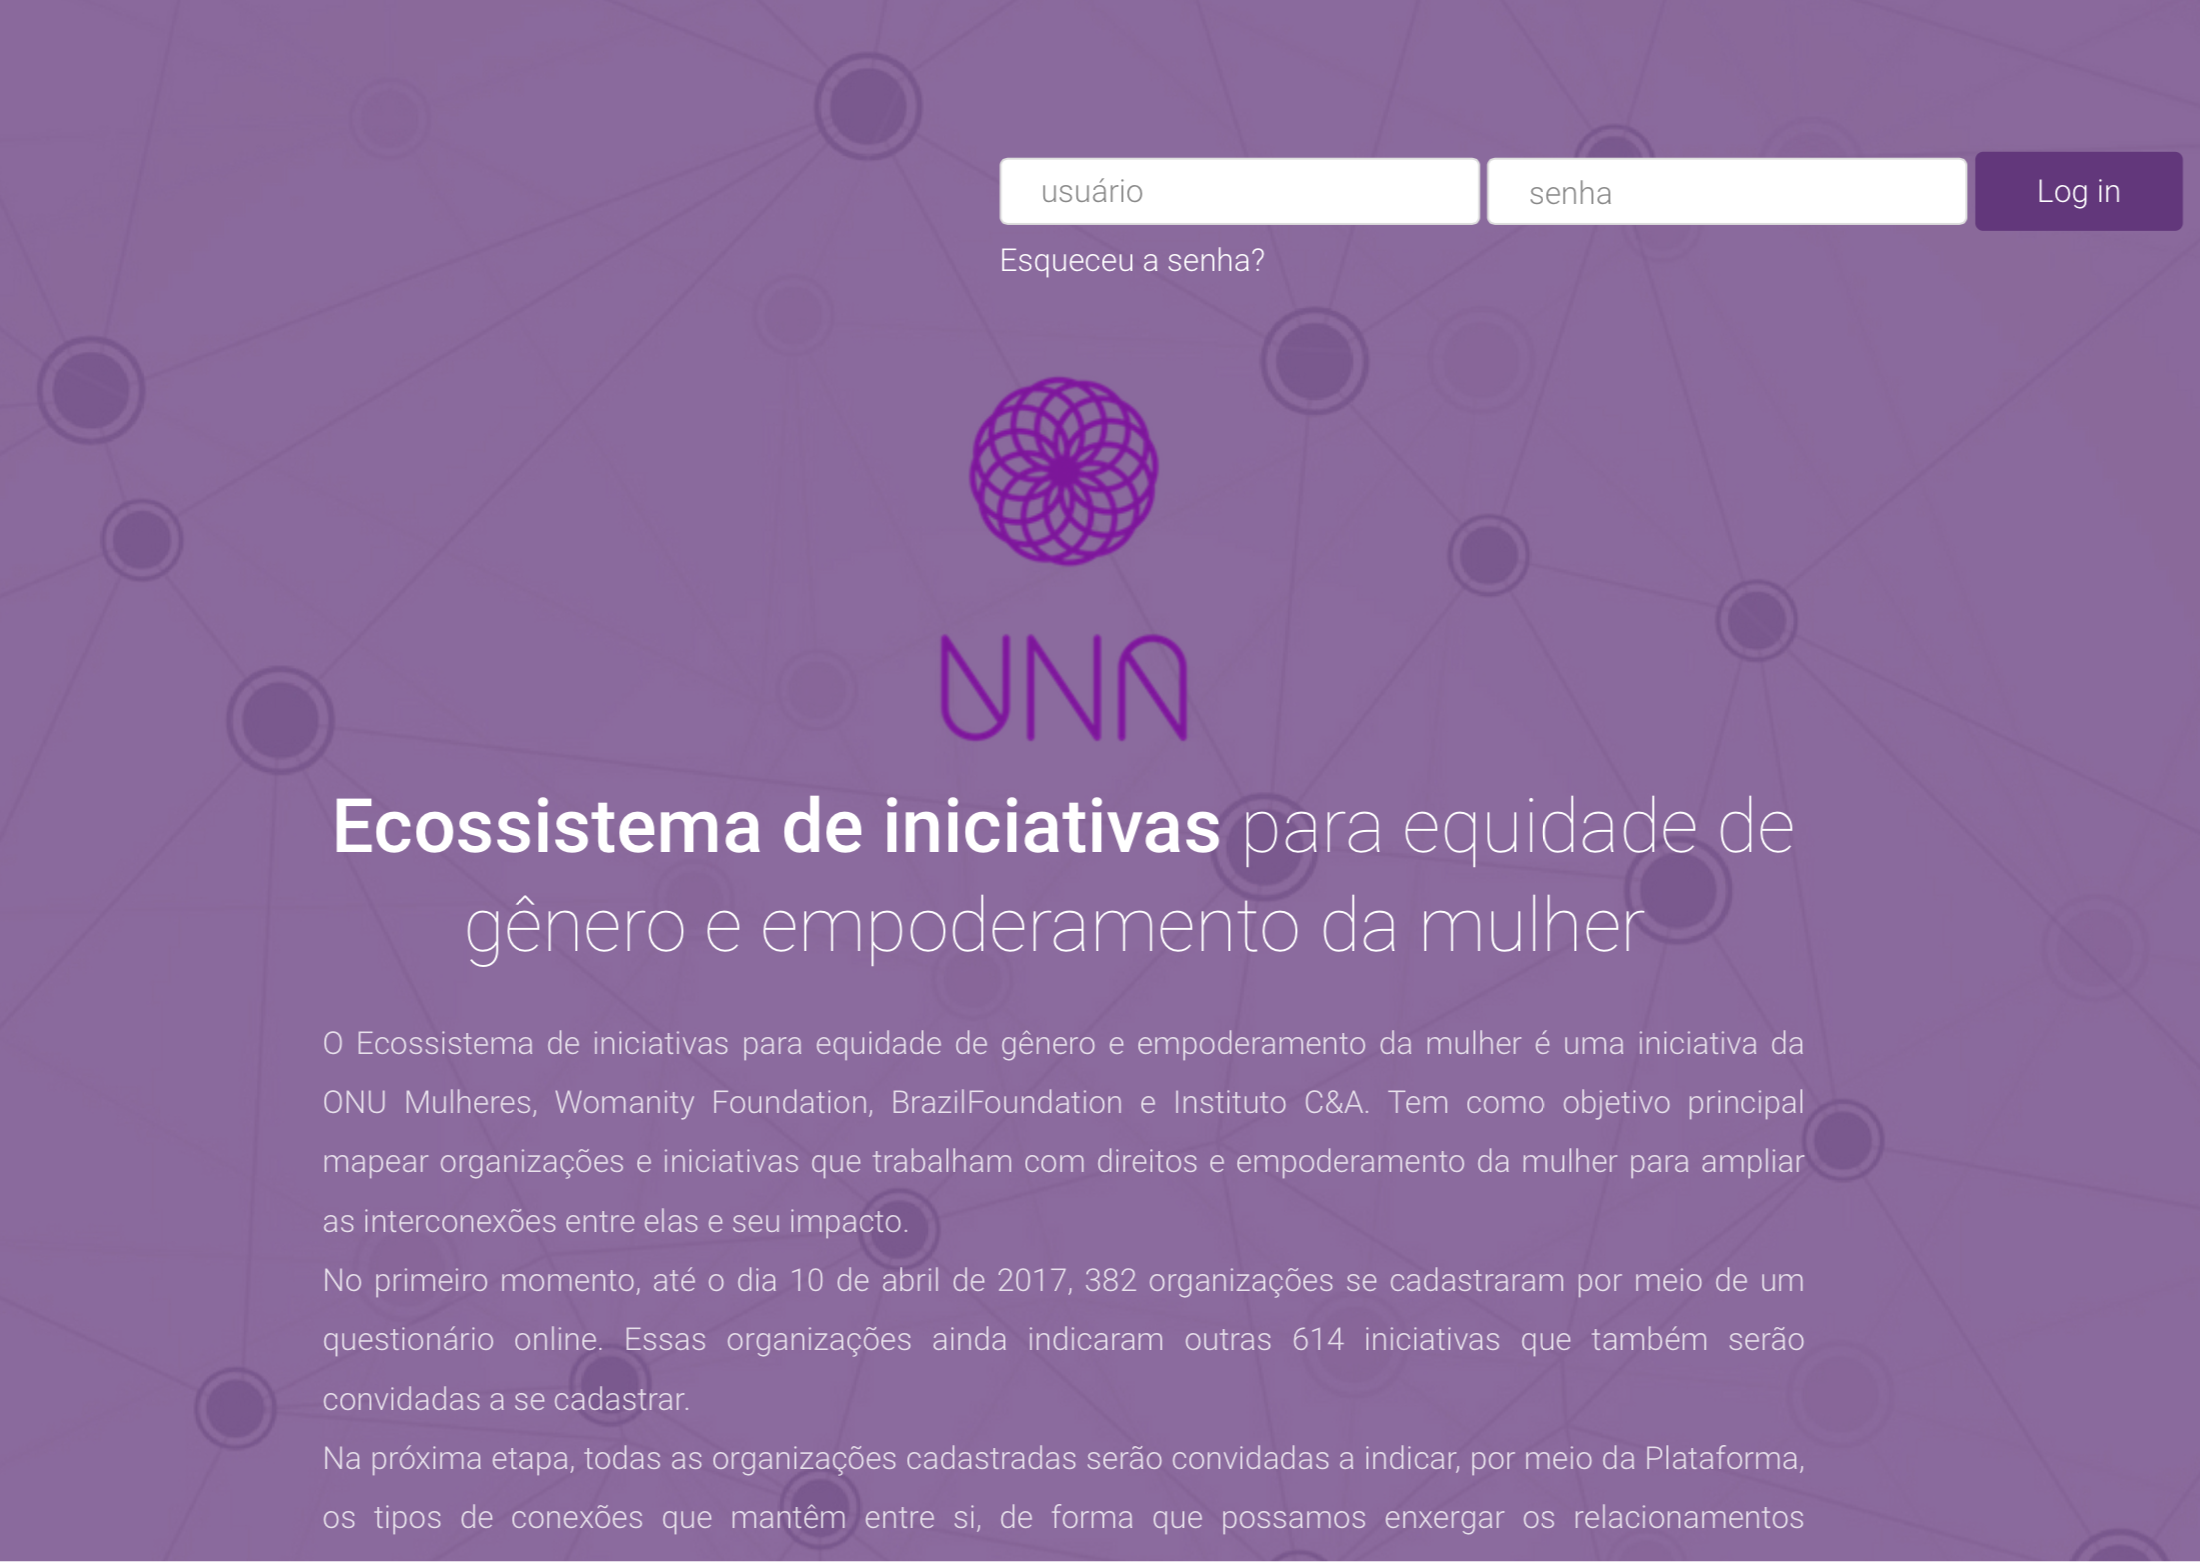 usuário
senha
Log in
Esqueceu a senha?
UNA
Ecossistema de iniciativas para equidade de
gênero e empoderamento da mulher
O Ecossistema de iniciativas para equidade de gênero e empoderamento da mulher é uma iniciativa da
ONU Mulheres, Womanity Foundation, BrazilFoundation e Instituto C&A. Tem como objetivo principal
mapear organizações e iniciativas que trabalham com direitos e empoderamento da mulher para ampliar
as interconexões entre elas e seu impacto.
No primeiro momento, até o dia 10 de abril de 2017, 382 organizações se cadastraram por meio de um
questionário online. Essas organizações ainda indicaram outras 614 iniciativas que também serão
convidadas a se cadastrar.
Na próxima etapa, todas as organizações cadastradas serão convidadas a indicar, por meio da Plataforma,
os tipos de conexões que mantêm entre si, de forma que possamos enxergar os relacionamentos